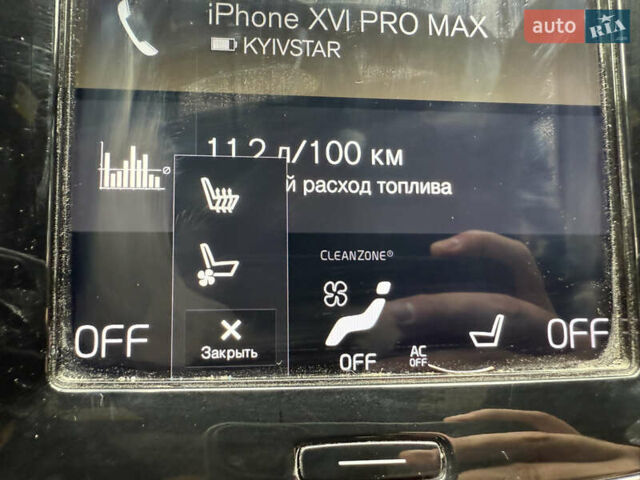 iPhone XVI PRO MAX
auto RIA
KYIVSTAR
11,2 л/100 км
расход топлива
CLEANZONE®
OFF
OFF
Закрыть
OFF
AC
OFF